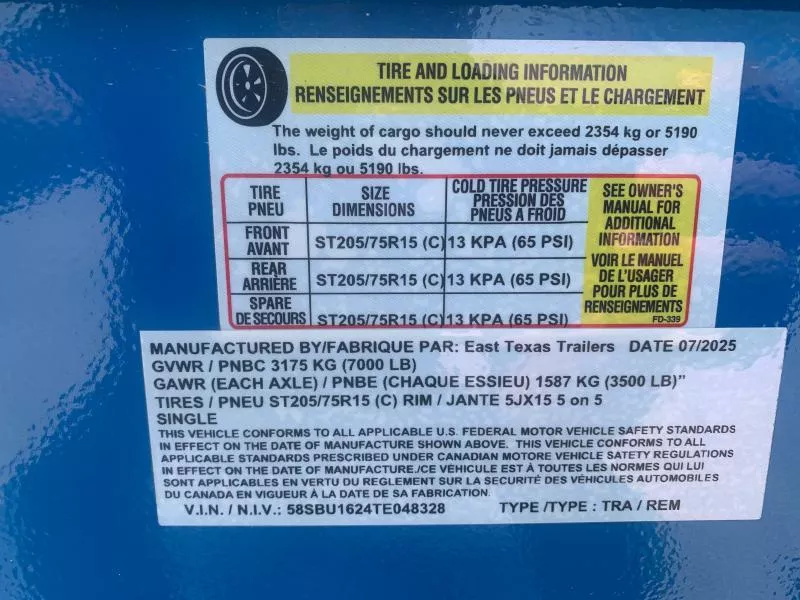 TIRE AND LOADING INFORMATION
RENSEIGNEMENTS SUR LES PNEUS ET LE CHARGEMENT
The weight of cargo should never exceed 2354 kg or 5190
lbs. Le poids du chargement ne doit jamais dépasser
2354 kg ou 5190 lbs.
TIRE PNEU SIZE DIMENSIONS COLD TIRE PRESSURE PRESSION DES PNEUS A FROID
FRONT AVANT ST205/75R15 (C) 13 KPA (65 PSI)
REAR ARRIÈRE ST205/75R15 (C) 13 KPA (65 PSI)
SPARE DE SECOURS ST205/75R15 (C) 13 KPA (65 PSI)
SEE OWNER'S
MANUAL FOR
ADDITIONAL
INFORMATION
VOIR LE MANUEL
DE L'USAGER
POUR PLUS DE
RENSEIGNEMENTS
FD-339
MANUFACTURED BY/FABRIQUE PAR: East Texas Trailers DATE 07/2025
GVWR / PNBC 3175 KG (7000 LB)
GAWR (EACH AXLE) / PNBE (CHAQUE ESSIEU) 1587 KG (3500 LB)"
TIRES / PNEU ST205/75R15 (C) RIM / JANTE 5JX15 5 on 5
SINGLE
THIS VEHICLE CONFORMS TO ALL APPLICABLE U.S. FEDERAL MOTOR VEHICLE SAFETY STANDARDS
IN EFFECT ON THE DATE OF MANUFACTURE SHOWN ABOVE. THIS VEHICLE CONFORMS TO ALL
APPLICABLE STANDARDS PRESCRIBED UNDER CANADIAN MOTORE VEHICLE SAFETY REGULATIONS
IN EFFECT ON THE DATE OF MANUFACTURE./CE VÉHICULE EST À TOUTES LES NORMES QUI LUI
SONT APPLICABLES EN VERTU DU REGLEMENT SUR LA SECURITÉ DES VÉHICULES AUTOMOBILES
DU CANADA EN VIGUEUR À LA DATE DE SA FABRICATION.
V.I.N. / N.I.V.: 58SBU1624TE048328 TYPE /TYPE : TRA / REM